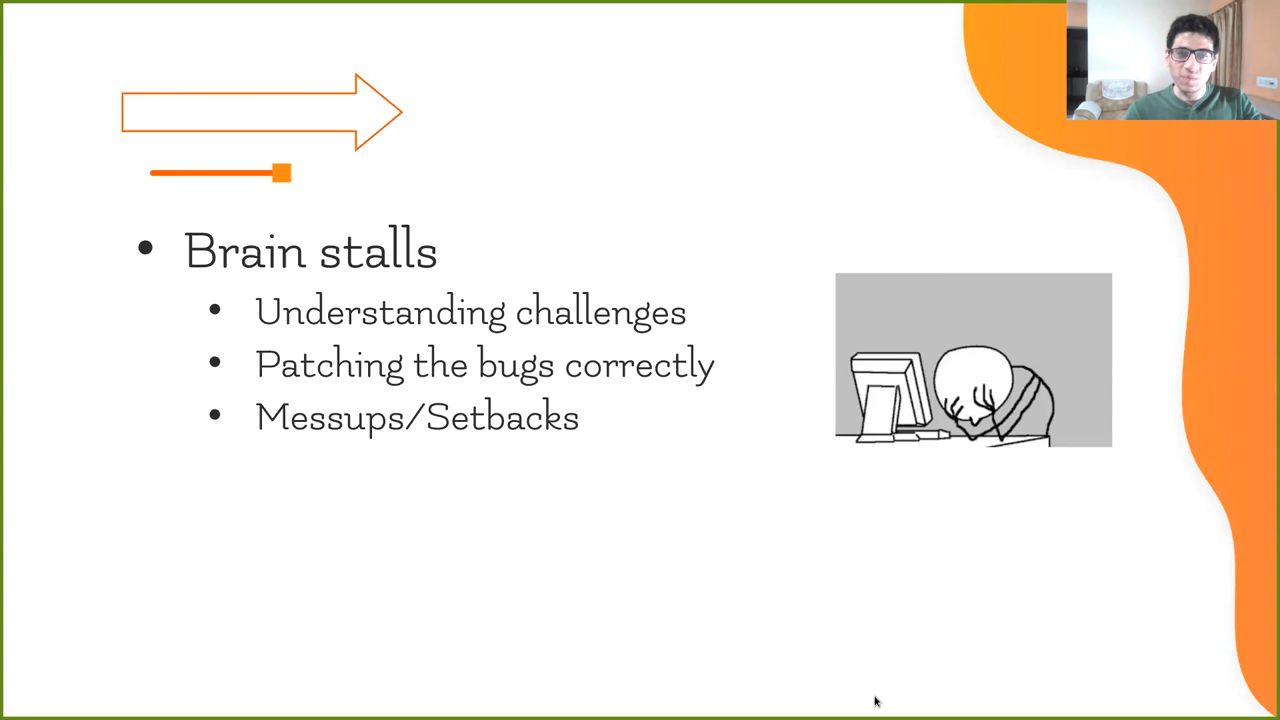 Brain stalls
Understanding challenges
Patching the bugs correctly
Messups/Setbacks